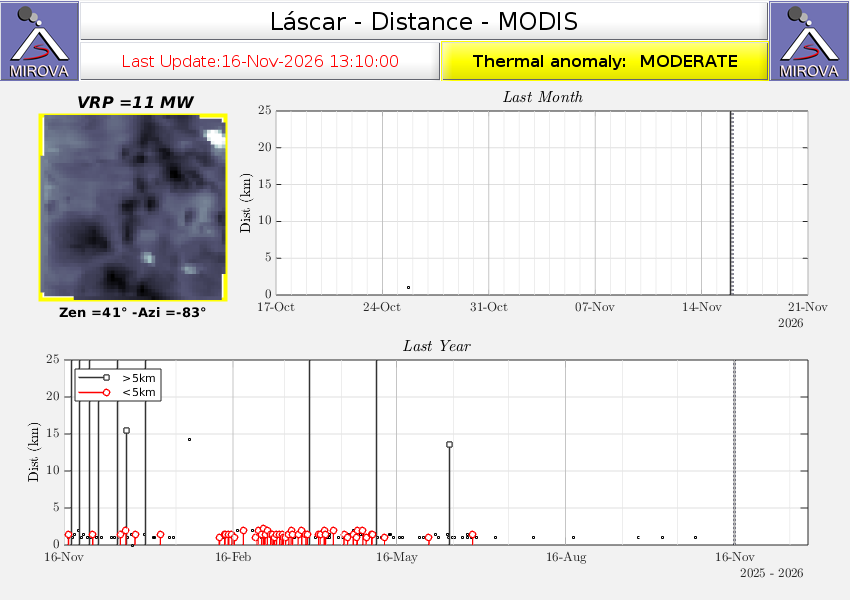 Láscar - Distance - MODIS
MIROVA
Last Update:16-Nov-2026 13:10:00
Thermal anomaly: MODERATE
MIROVA
VRP =11 MW
Zen =41° -Azi =-83°
Last Month
Dist (km)
25
20
15
10
5
0
17-Oct 24-Oct 31-Oct 07-Nov 14-Nov 21-Nov
2026
Last Year
Dist (km)
25
20
15
10
5
0
>5km
<5km
16-Nov 16-Feb 16-May 16-Aug 16-Nov
2025 - 2026